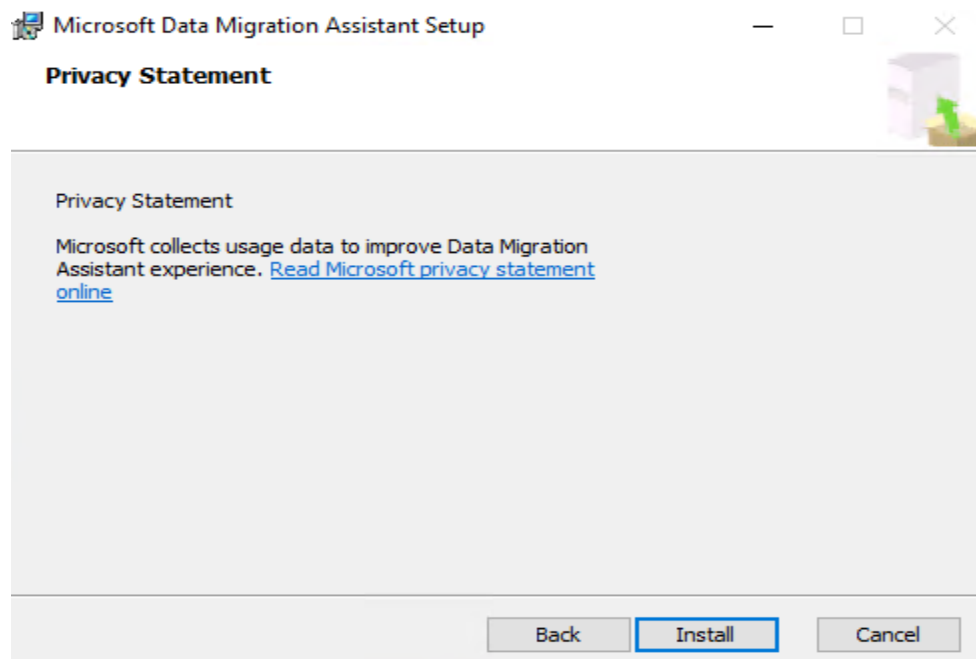 Microsoft Data Migration Assistant Setup
Privacy Statement
Privacy Statement
Microsoft collects usage data to improve Data Migration
Assistant experience. Read Microsoft privacy statement
online
Back
Install
Cancel